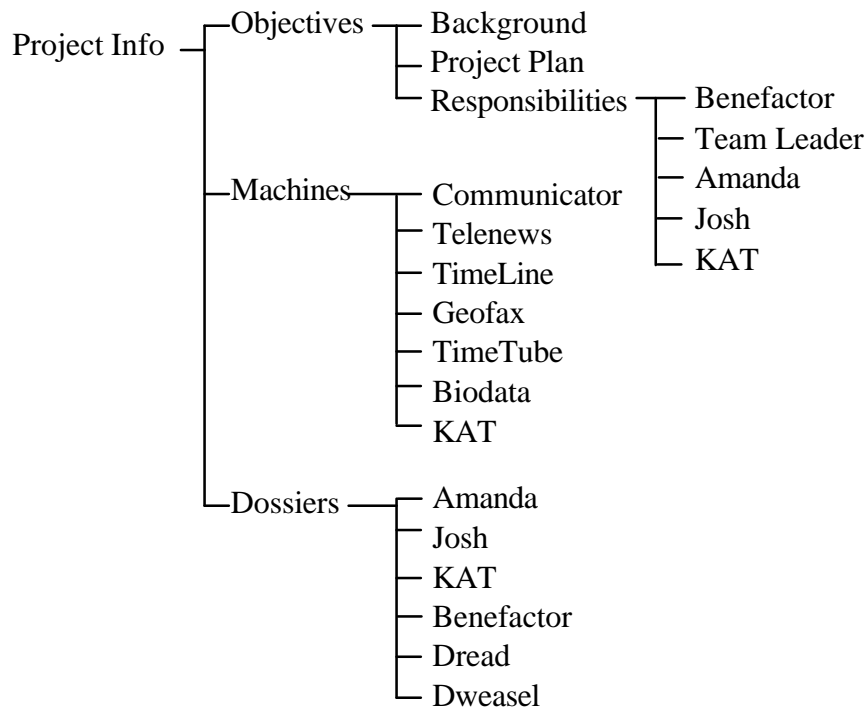 Project Info
Objectives
Background
Project Plan
Responsibilities
Benefactor
Team Leader
Amanda
Josh
KAT
Machines
Communicator
Telenews
TimeLine
Geofax
TimeTube
Biodata
KAT
Dossiers
Amanda
Josh
KAT
Benefactor
Dread
Dweasel